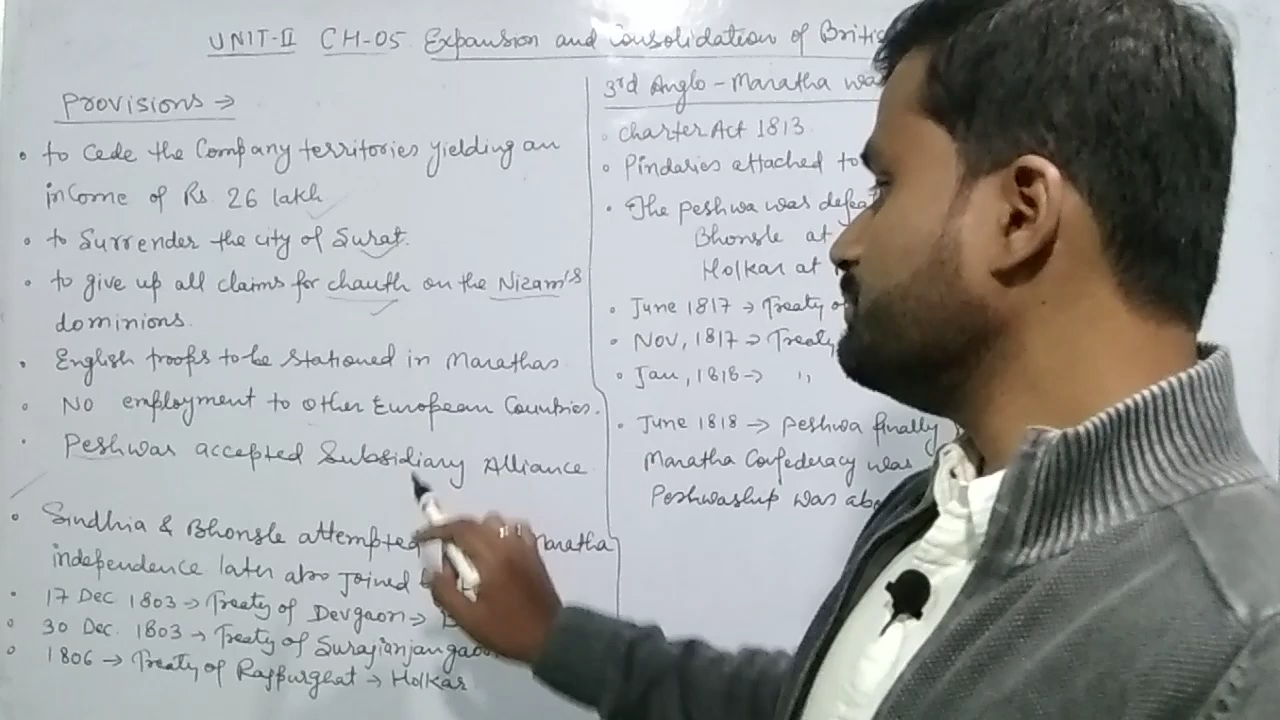 UNIT-II CH-05 Expansion and Consolidation of
Provisions →
• to cede the Company territories yielding an
income of Rs. 26 lakh
• to Surrender the city of Surat.
• to give up all claims for chauth on the Nizam's
dominions.
• English troops to be stationed in Marathas
• No employment to other European Countries.
• Peshwas accepted Subsidiary Alliance
• Sindhia & Bhonsle attempted Maratha
independence later also joined
• 17 Dec 1803 → Treaty of Devgaon →
• 30 Dec. 1803 → Treaty of
• 1806 → Treaty of Rajpurghat → Holkar
3rd Anglo - Maratha
• Charter Act 1813
• Pindaries attached to
• The Peshwa was
Bhonsle at
Holkar at
• June 1817 → Treaty of
• Nov, 1817 → Treaty
• Jan, 1818 → ,,
• June 1818 → Peshwa finally
Maratha Confederacy was
Peshwaship was